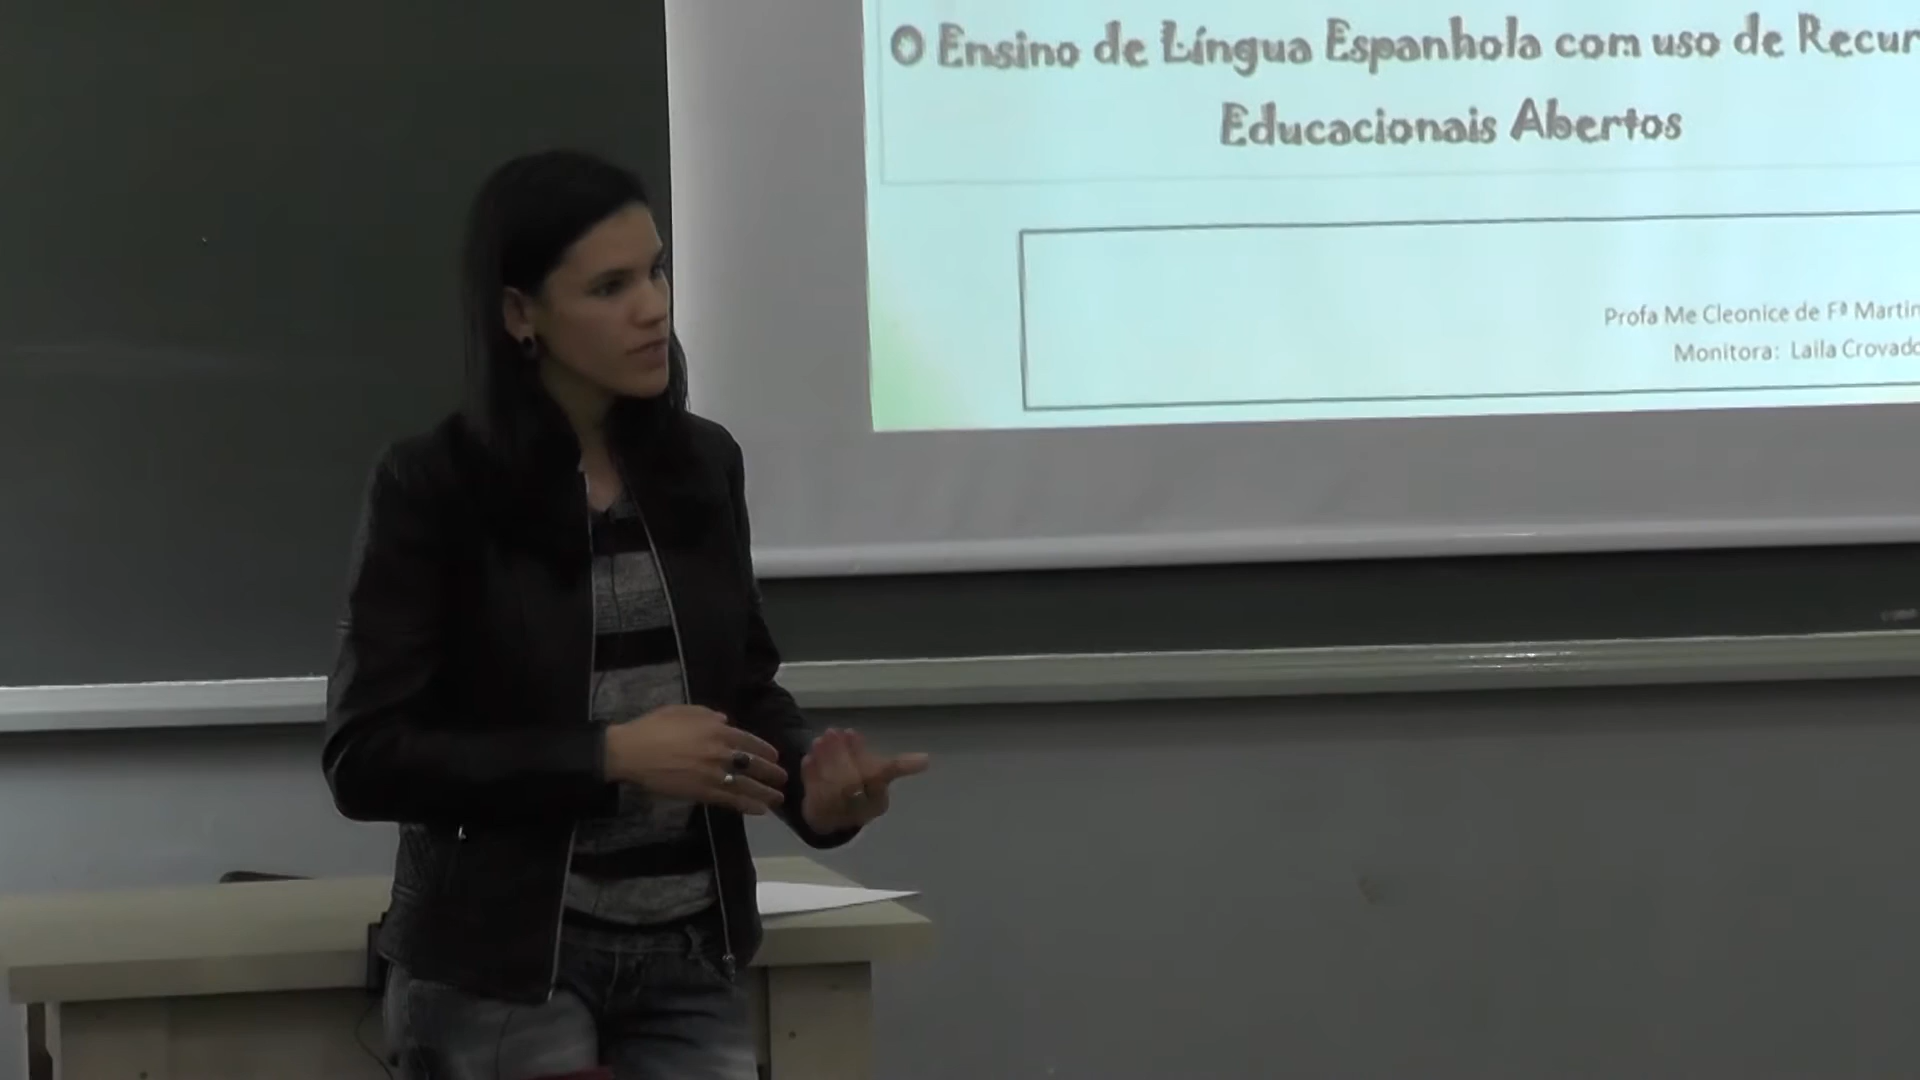 O Ensino de Língua Espanhola com uso de Recur
Educacionais Abertos
Profa Me Cleonice de Fª Martin
Monitora: Laila Crovado